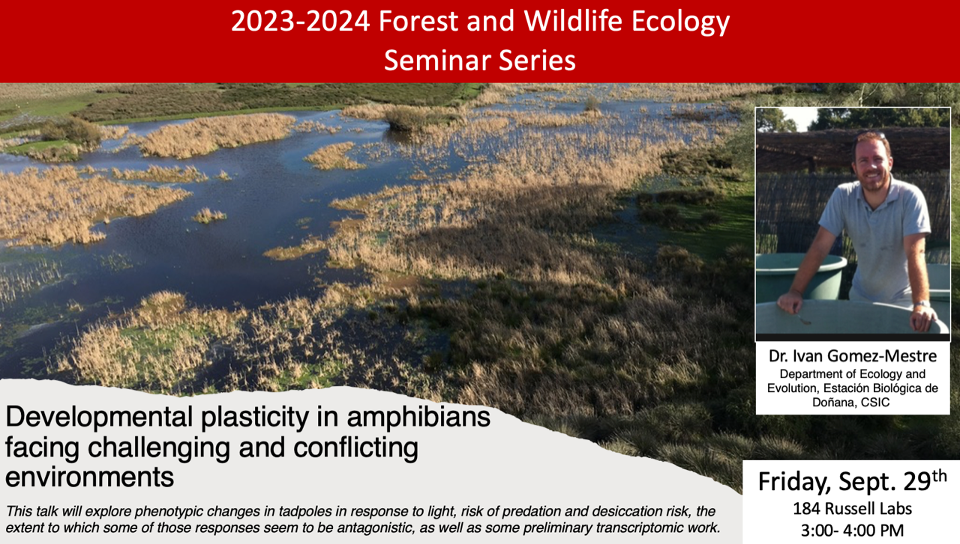 2023-2024 Forest and Wildlife Ecology
Seminar Series
Dr. Ivan Gomez-Mestre
Department of Ecology and
Evolution, Estación Biológica de
Doñana, CSIC
Developmental plasticity in amphibians
facing challenging and conflicting
environments
This talk will explore phenotypic changes in tadpoles in response to light, risk of predation and desiccation risk, the
extent to which some of those responses seem to be antagonistic, as well as some preliminary transcriptomic work.
Friday, Sept. 29th
184 Russell Labs
3:00- 4:00 PM